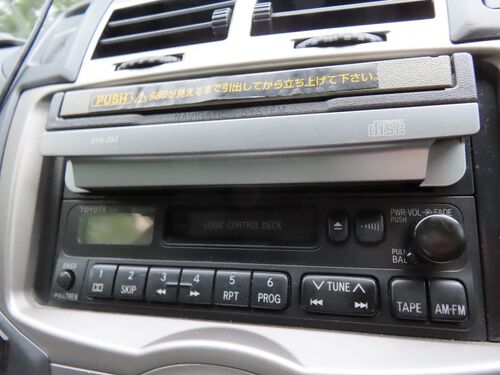 PUSH ⚠ 矢印が見えるまで引出してから立ち上げて下さい。
NAVIGATION SYSTEM
COMPACT disc
TOYOTA
LOGIC CONTROL DECK
PWR-VOL FADE
PUSH
PULL
BAL
BASS
PULL TREB
1 2 SKIP 3 4 5 RPT 6 PROG
TUNE
TAPE AM·FM